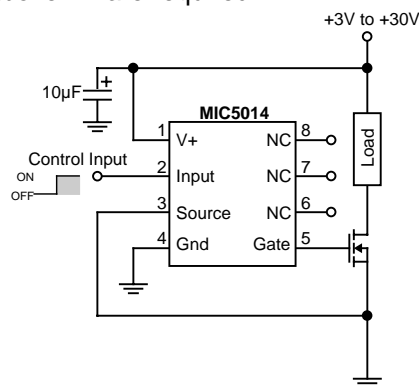 +3V to +30V
10µF
+
MIC5014
1 V+ NC 8
Control Input
ON
OFF
2 Input NC 7
3 Source NC 6
4 Gnd Gate 5
Load